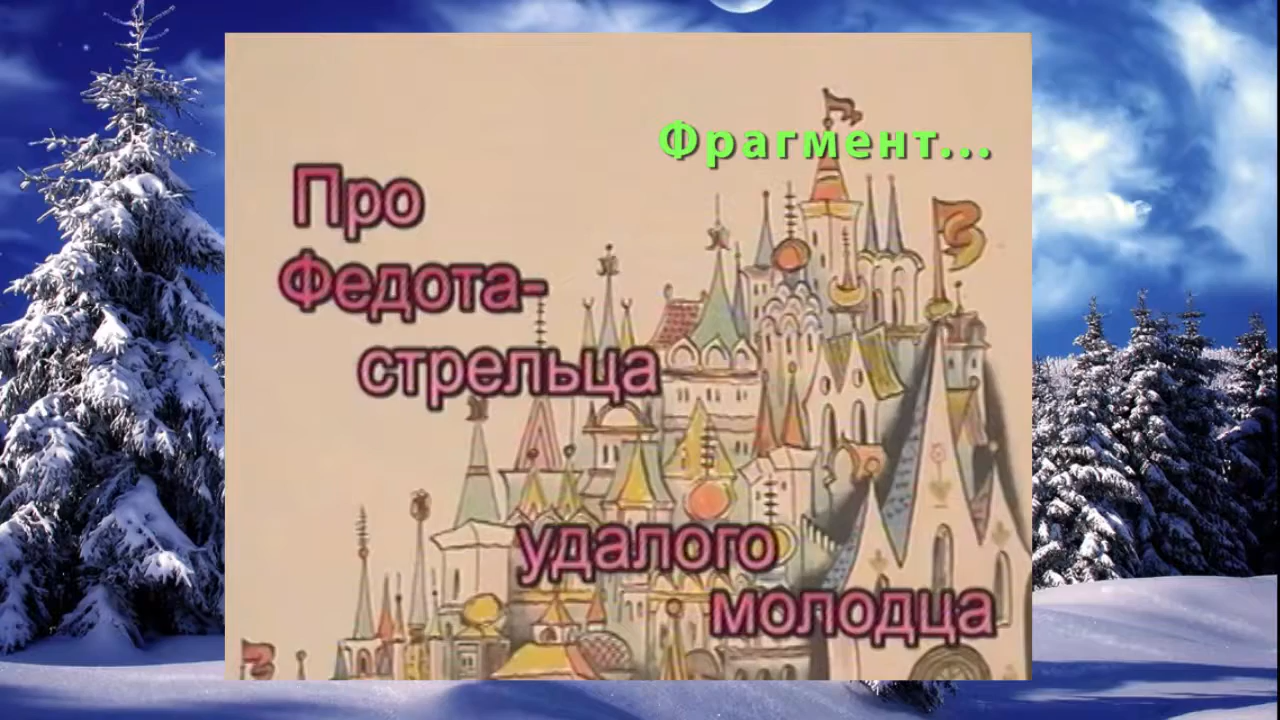 Фрагмент...
Про
Федота-
стрельца
удалого
молодца